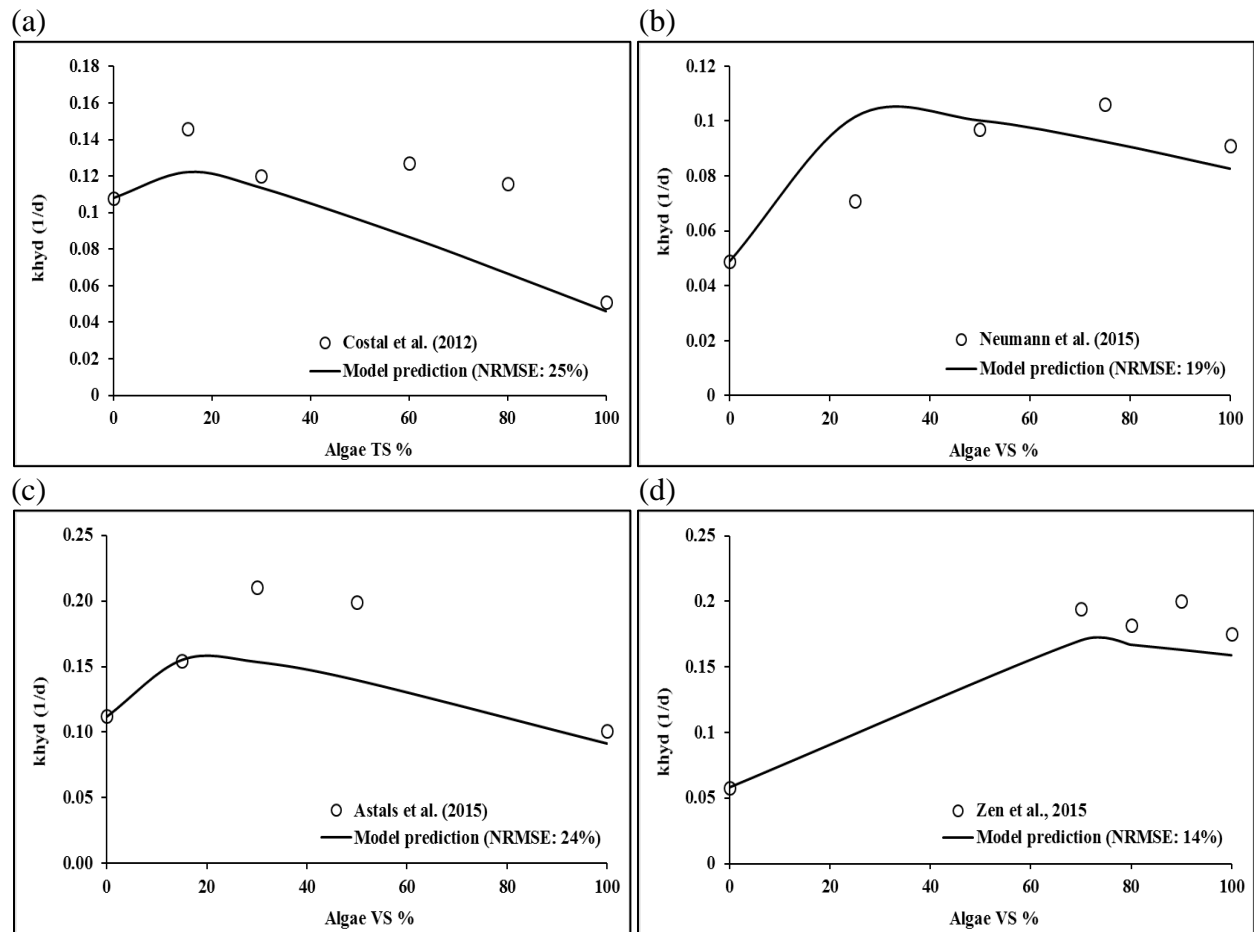 (a)
0.18
0.16
0.14
0.12
0.1
0.08
0.06
0.04
0.02
0
khyd (1/d)
0
20
40
60
80
100
Algae TS %
Costal et al. (2012)
Model prediction (NRMSE: 25%)
(b)
0.12
0.1
0.08
0.06
0.04
0.02
0
khyd (1/d)
0
20
40
60
80
100
Algae VS %
Neumann et al. (2015)
Model prediction (NRMSE: 19%)
(c)
0.25
0.20
0.15
0.10
0.05
0.00
khyd (1/d)
0
20
40
60
80
100
Algae VS %
Astals et al. (2015)
Model prediction (NRMSE: 24%)
(d)
0.25
0.2
0.15
0.1
0.05
0
khyd (1/d)
0
20
40
60
80
100
Algae VS %
Zen et al., 2015
Model prediction (NRMSE: 14%)